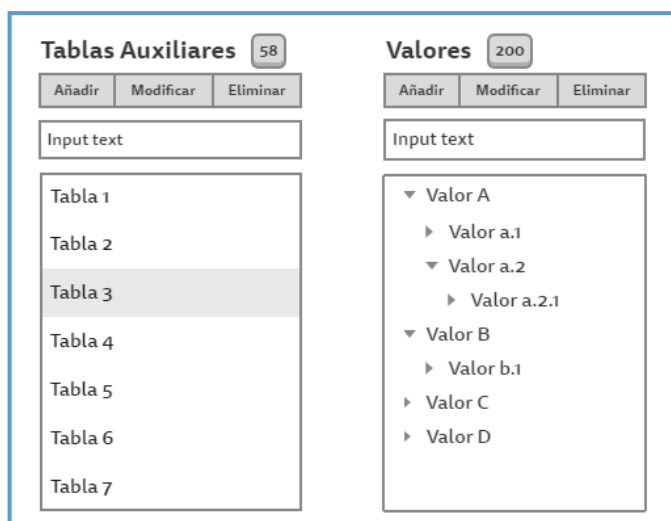 Tablas Auxiliares 58
Añadir Modificar Eliminar
Input text
Tabla 1
Tabla 2
Tabla 3
Tabla 4
Tabla 5
Tabla 6
Tabla 7
Valores 200
Añadir Modificar Eliminar
Input text
Valor A
Valor a.1
Valor a.2
Valor a.2.1
Valor B
Valor b.1
Valor C
Valor D